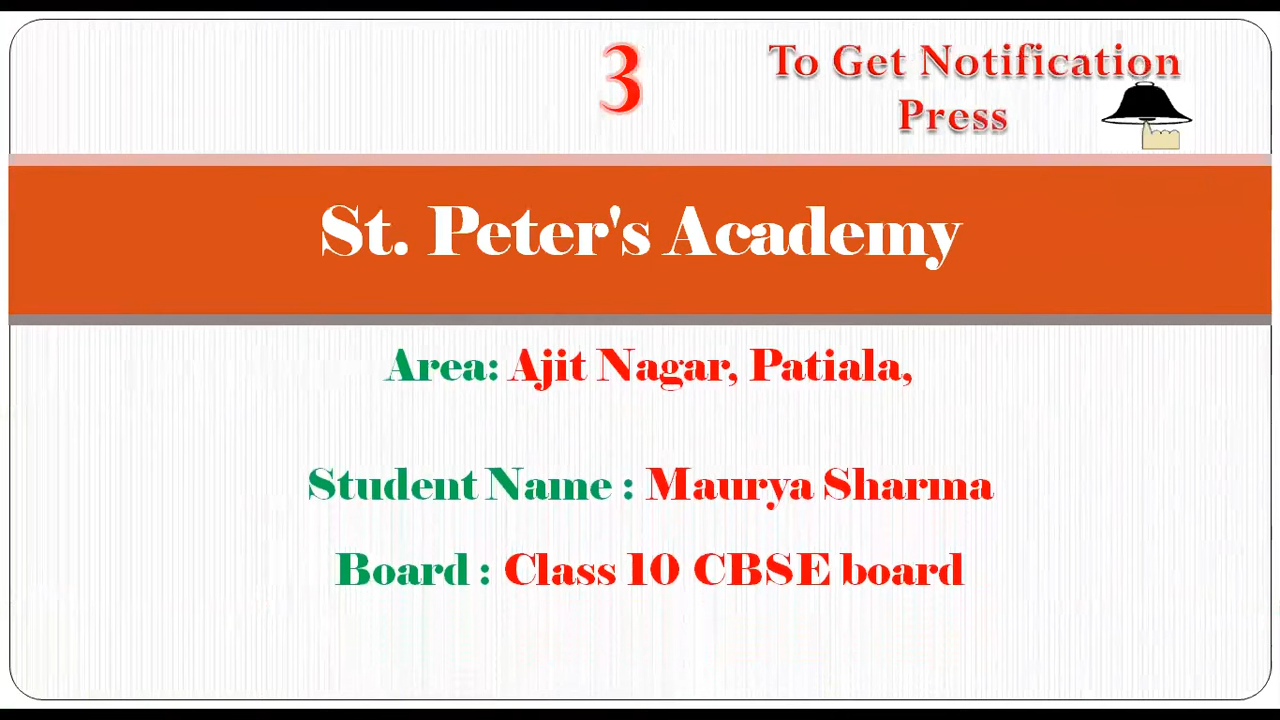 3
To Get Notification
Press
St. Peter's Academy
Area: Ajit Nagar, Patiala,
Student Name : Maurya Sharma
Board : Class 10 CBSE board